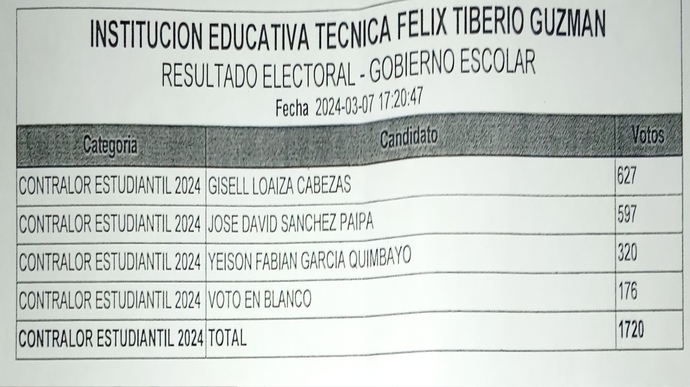 INSTITUCION EDUCATIVA TECNICA FELIX TIBERIO GUZMAN
RESULTADO ELECTORAL - GOBIERNO ESCOLAR
Fecha 2024-03-07 17:20:47
Categoria Candidato Votos
CONTRALOR ESTUDIANTIL 2024 GISELL LOAIZA CABEZAS 627
CONTRALOR ESTUDIANTIL 2024 JOSE DAVID SANCHEZ PAIPA 597
CONTRALOR ESTUDIANTIL 2024 YEISON FABIAN GARCIA QUIMBAYO 320
CONTRALOR ESTUDIANTIL 2024 VOTO EN BLANCO 176
CONTRALOR ESTUDIANTIL 2024 TOTAL 1720